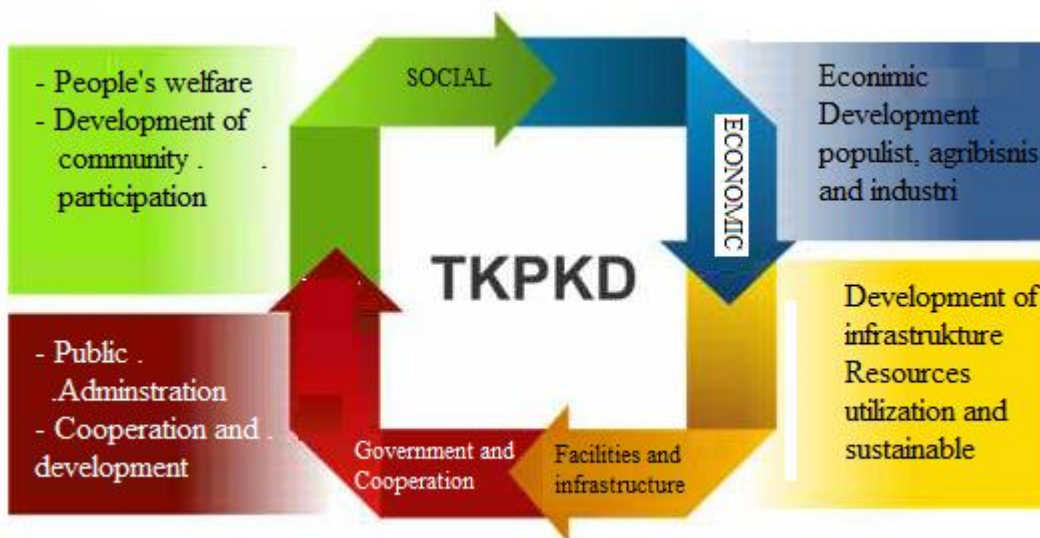 - People's welfare
- Development of
community . .
participation
SOCIAL
ECONOMIC
Econimic
Development
populist, agribisnis
and industri
TKPKD
- Public .
.Adminstration
- Cooperation and .
development
Government and
Cooperation
Facilities and
infrastructure
Development of
infrastrukture
Resources
utilization and
sustainable